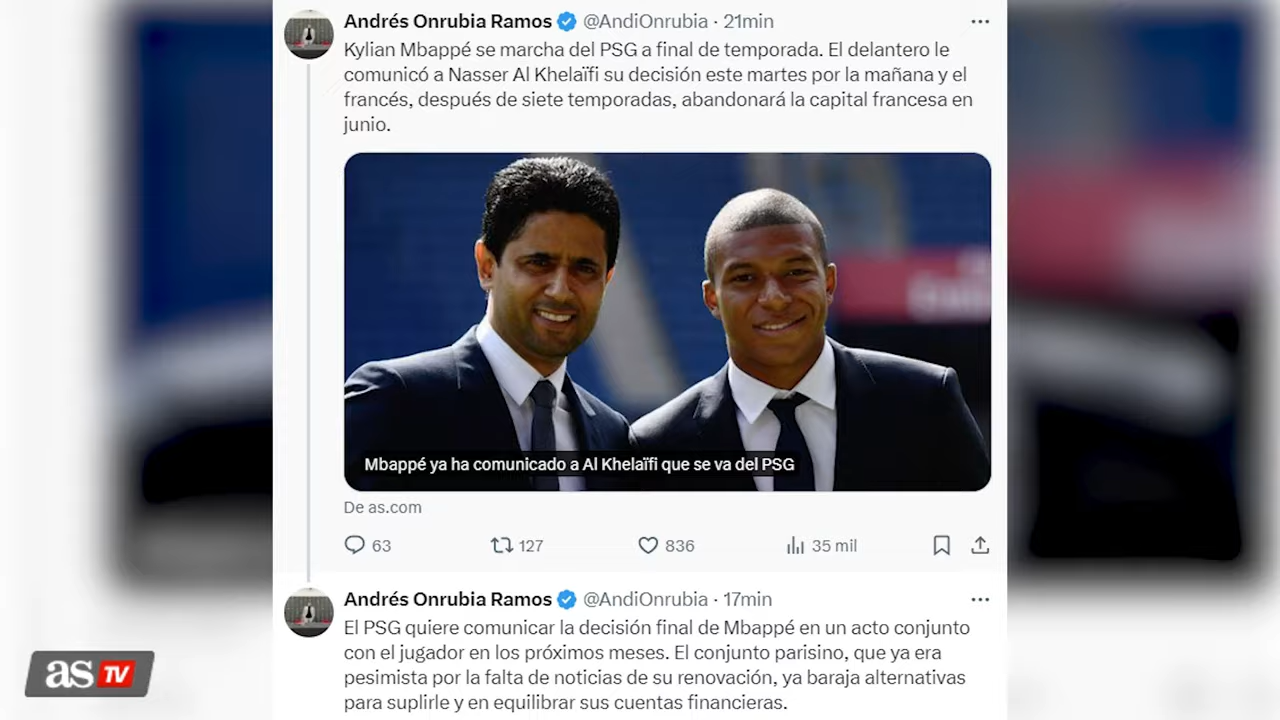 Andrés Onrubia Ramos @AndiOnrubia · 21min
Kylian Mbappé se marcha del PSG a final de temporada. El delantero le
comunicó a Nasser Al Khelaïfi su decisión este martes por la mañana y el
francés, después de siete temporadas, abandonará la capital francesa en
junio.
Mbappé ya ha comunicado a Al Khelaïfi que se va del PSG
De as.com
63 127 836 35 mil
Andrés Onrubia Ramos @AndiOnrubia · 17min
El PSG quiere comunicar la decisión final de Mbappé en un acto conjunto
con el jugador en los próximos meses. El conjunto parisino, que ya era
pesimista por la falta de noticias de su renovación, ya baraja alternativas
para suplirle y en equilibrar sus cuentas financieras.
as TV